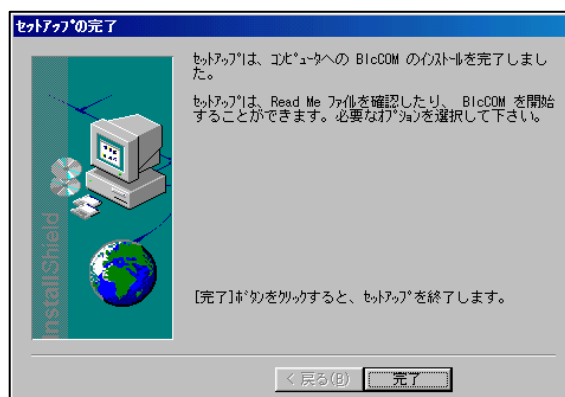 ｾｯﾄｱｯﾌﾟの完了
ｾｯﾄｱｯﾌﾟは、ｺﾝﾋﾟｭｰﾀへの BIcCOM のｲﾝｽﾄｰﾙを完了しまし
た。
ｾｯﾄｱｯﾌﾟは、Read Me ﾌｧｲﾙを確認したり、 BIcCOM を開始
することができます。必要なｵﾌﾟｼｮﾝを選択して下さい。
InstallShield
[完了]ﾎﾞﾀﾝをｸﾘｯｸすると、ｾｯﾄｱｯﾌﾟを終了します。
< 戻る(B)
完了